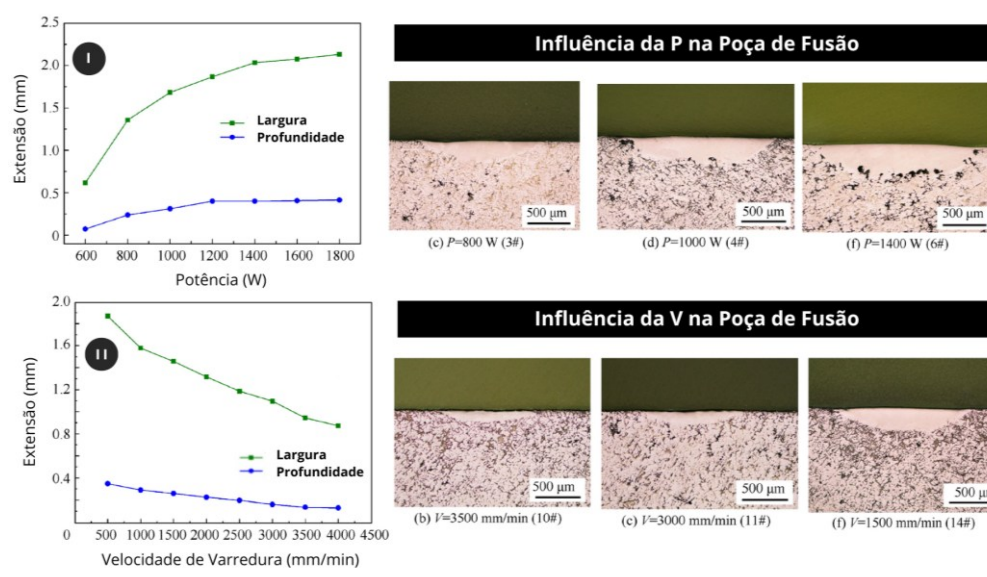 2.5
2.0
1.5
1.0
0.5
0
Extensão (mm)
I
Largura
Profundidade
600 800 1000 1200 1400 1600 1800
Potência (W)
Influência da P na Poça de Fusão
500 μm
(c) P=800 W (3#)
500 μm
(d) P=1000 W (4#)
500 μm
(f) P=1400 W (6#)
2.0
1.6
1.2
0.8
0.4
Extensão (mm)
II
Largura
Profundidade
0 500 1000 1500 2000 2500 3000 3500 4000 4500
Velocidade de Varredura (mm/min)
Influência da V na Poça de Fusão
500 μm
(b) V=3500 mm/min (10#)
500 μm
(c) V=3000 mm/min (11#)
500 μm
(f) V=1500 mm/min (14#)